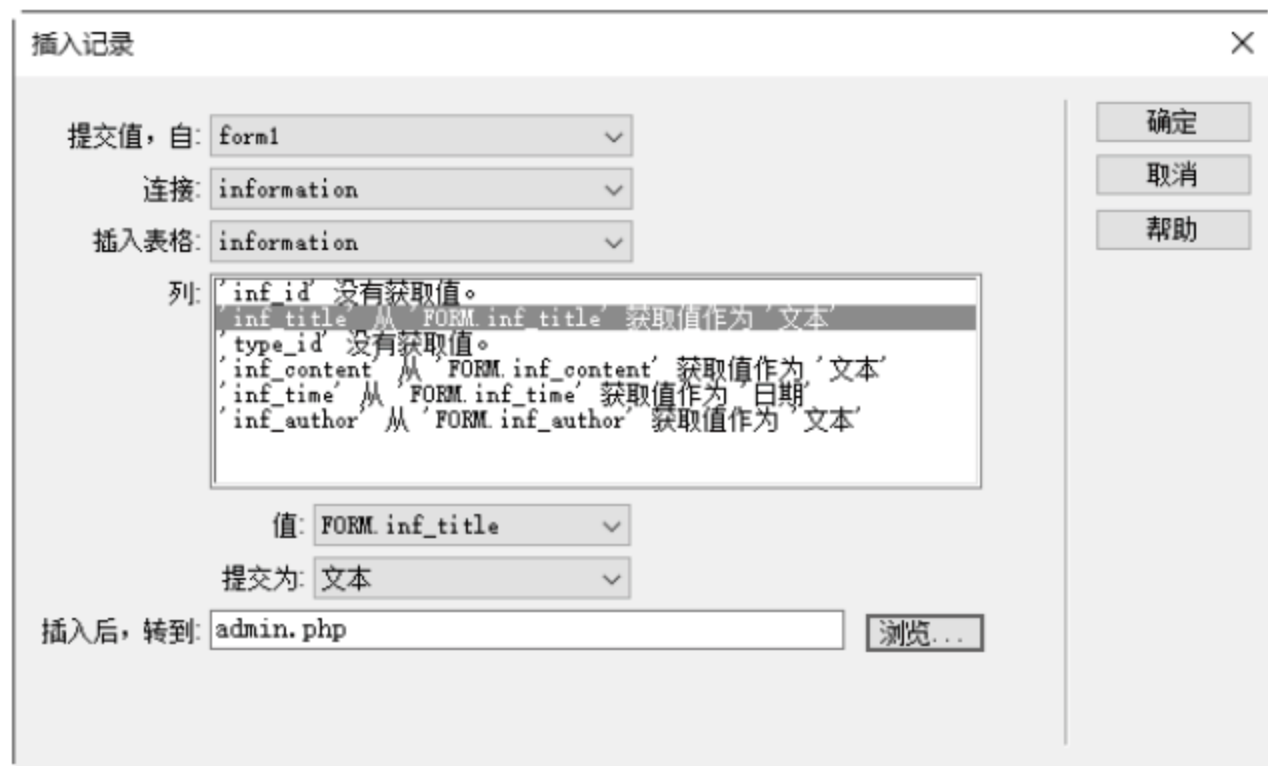 插入记录
提交值，自: form1
确定
连接: information
取消
插入表格: information
帮助
列: 'inf_id' 没有获取值。
'inf_title' 从 'FORM.inf_title' 获取值作为 '文本'
'type_id' 没有获取值。
'inf_content' 从 'FORM.inf_content' 获取值作为 '文本'
'inf_time' 从 'FORM.inf_time' 获取值作为 '日期'
'inf_author' 从 'FORM.inf_author' 获取值作为 '文本'
值: FORM.inf_title
提交为: 文本
插入后，转到: admin.php
浏览...